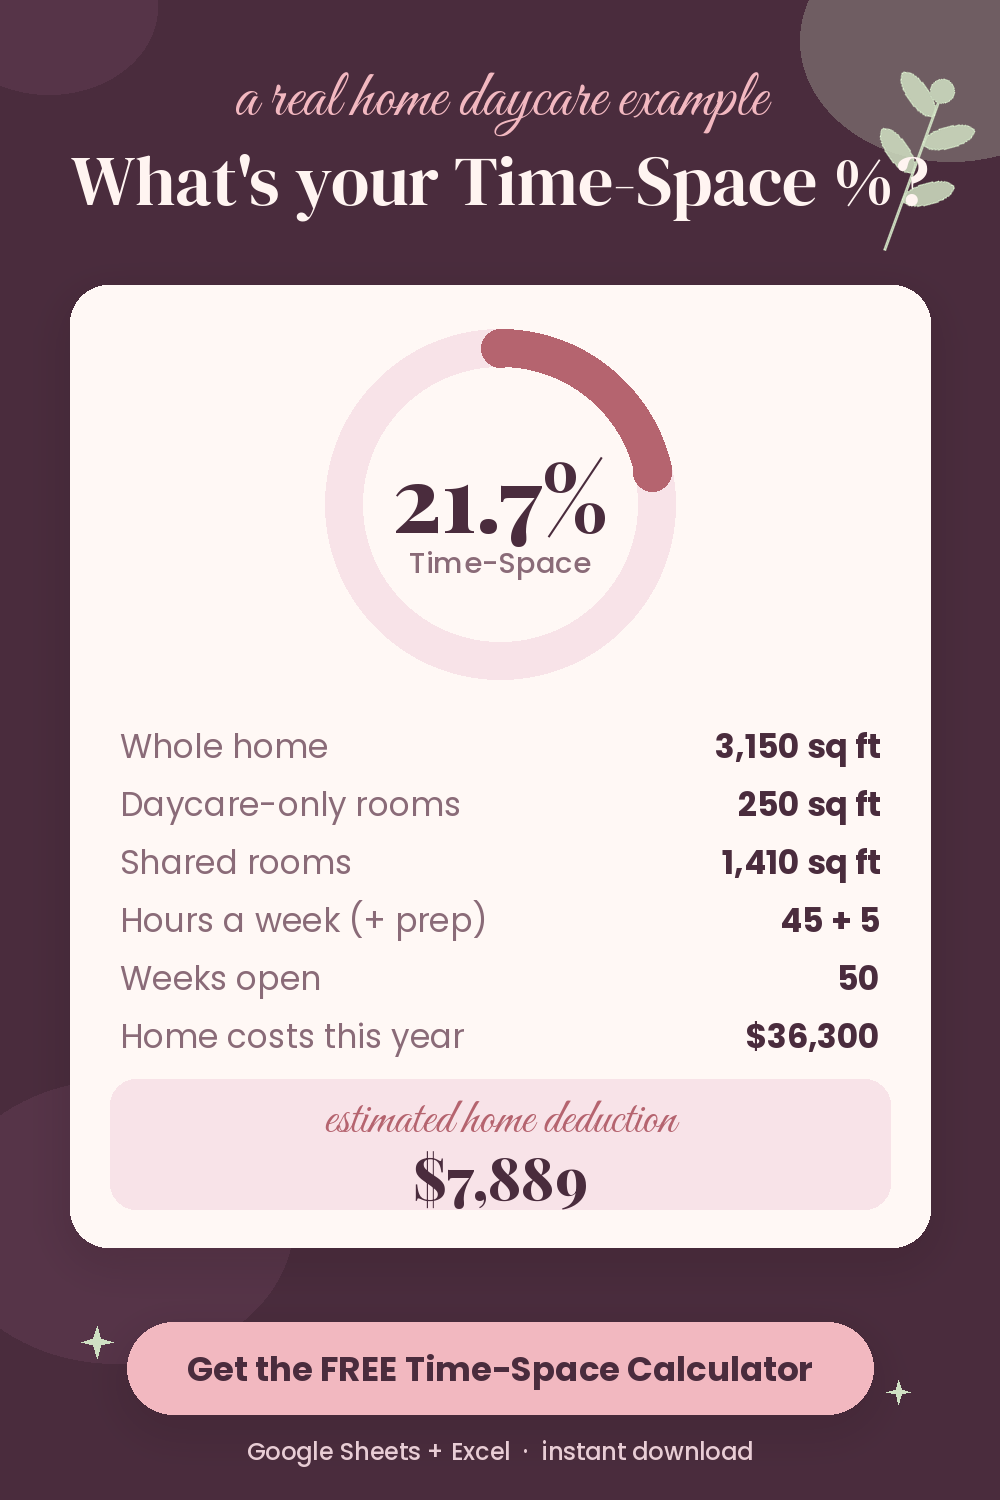 a real home daycare example
What's your Time-Space %?
21.7%
Time-Space
Whole home 3,150 sq ft
Daycare-only rooms 250 sq ft
Shared rooms 1,410 sq ft
Hours a week (+ prep) 45 + 5
Weeks open 50
Home costs this year $36,300
estimated home deduction
$7,889
Get the FREE Time-Space Calculator
Google Sheets + Excel · instant download